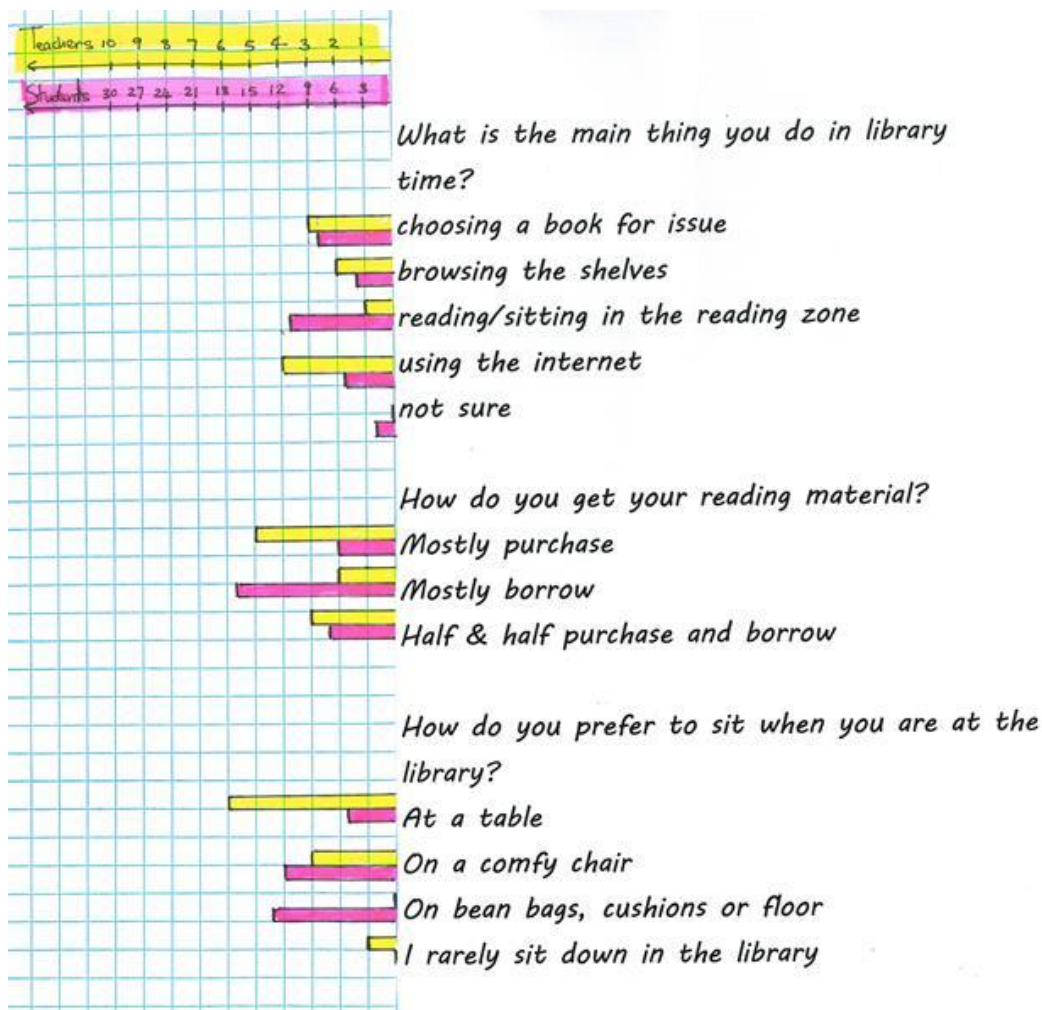 Teachers 10 9 8 7 6 5 4 3 2 1
Students 30 27 24 21 18 15 12 9 6 3
What is the main thing you do in library
time?
choosing a book for issue
browsing the shelves
reading/sitting in the reading zone
using the internet
not sure
How do you get your reading material?
Mostly purchase
Mostly borrow
Half & half purchase and borrow
How do you prefer to sit when you are at the
library?
At a table
On a comfy chair
On bean bags, cushions or floor
I rarely sit down in the library